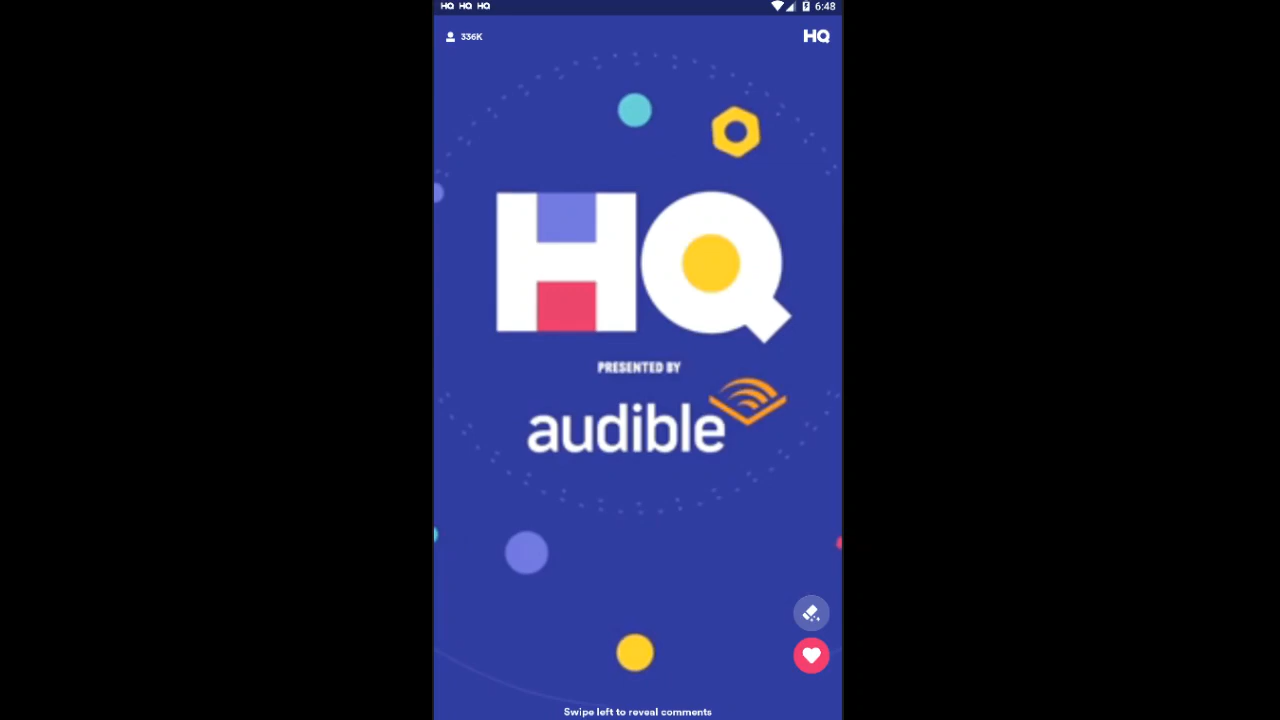 HQ HQ HQ 6:48
336K HQ
HQ
PRESENTED BY
audible
Swipe left to reveal comments